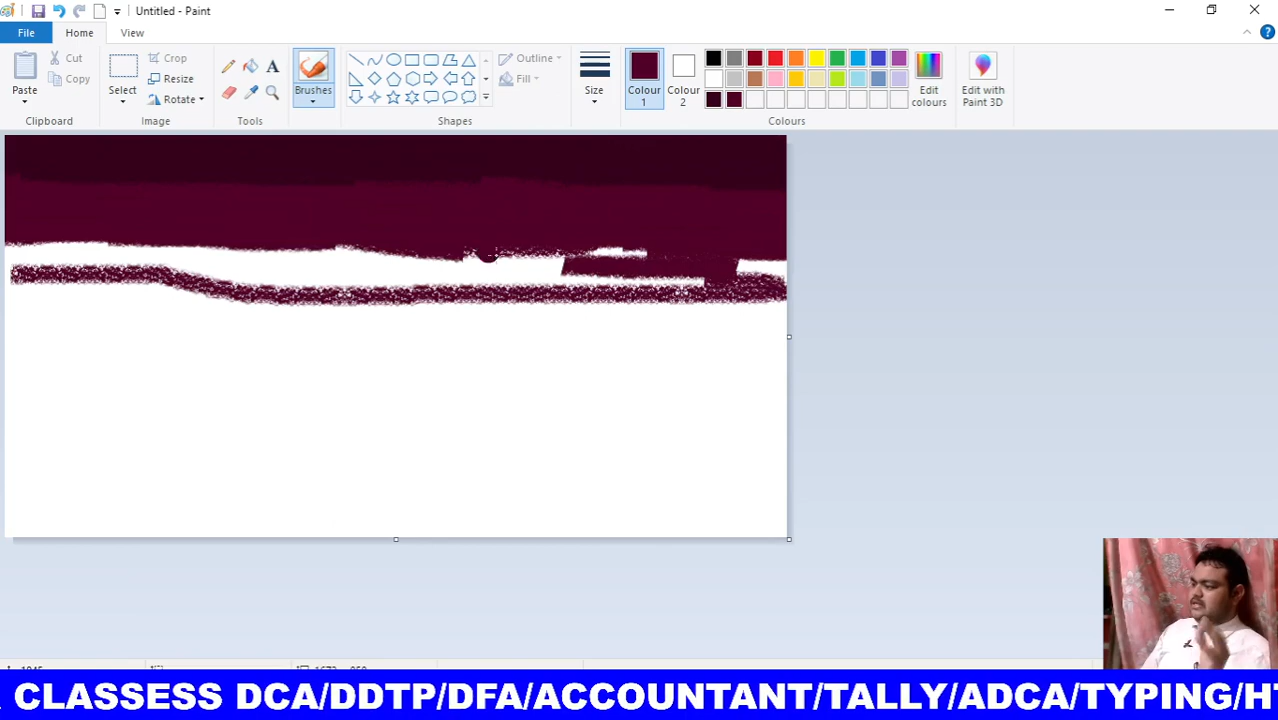 Untitled - Paint
File Home View
Paste Cut Copy
Clipboard
Select Crop Resize Rotate
Image
Tools
Brushes
Outline Fill
Shapes
Size
Colour 1
Colour 2
Edit colours
Edit with Paint 3D
Colours
CLASSESS DCA/DDTP/DFA/ACCOUNTANT/TALLY/ADCA/TYPING/H